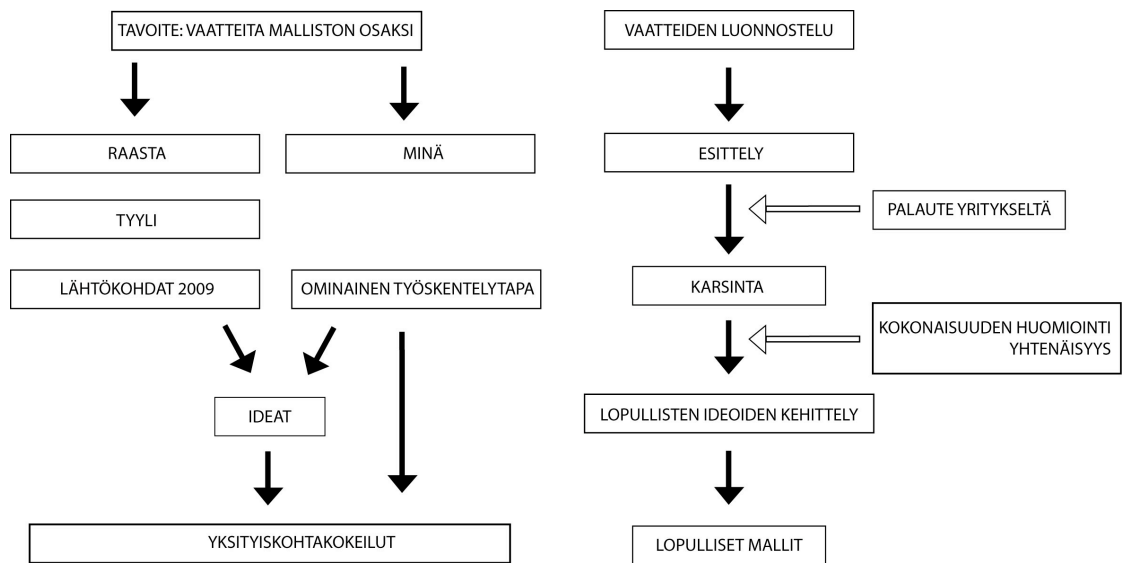 TAVOITE: VAATTEITA MALLISTON OSAKSI
RAASTA
MINÄ
TYYLI
LÄHTÖKOHDAT 2009
OMINAINEN TYÖSKENTELYTAPA
IDEAT
YKSITYISKOHTAKOKEILUT
VAATTEIDEN LUONNOSTELU
ESITTELY
PALAUTE YRITYKSELTÄ
KARSINTA
KOKONAISUUDEN HUOMIOINTI
YHTENÄISYYS
LOPULLISTEN IDEOIDEN KEHITTELY
LOPULLISET MALLIT